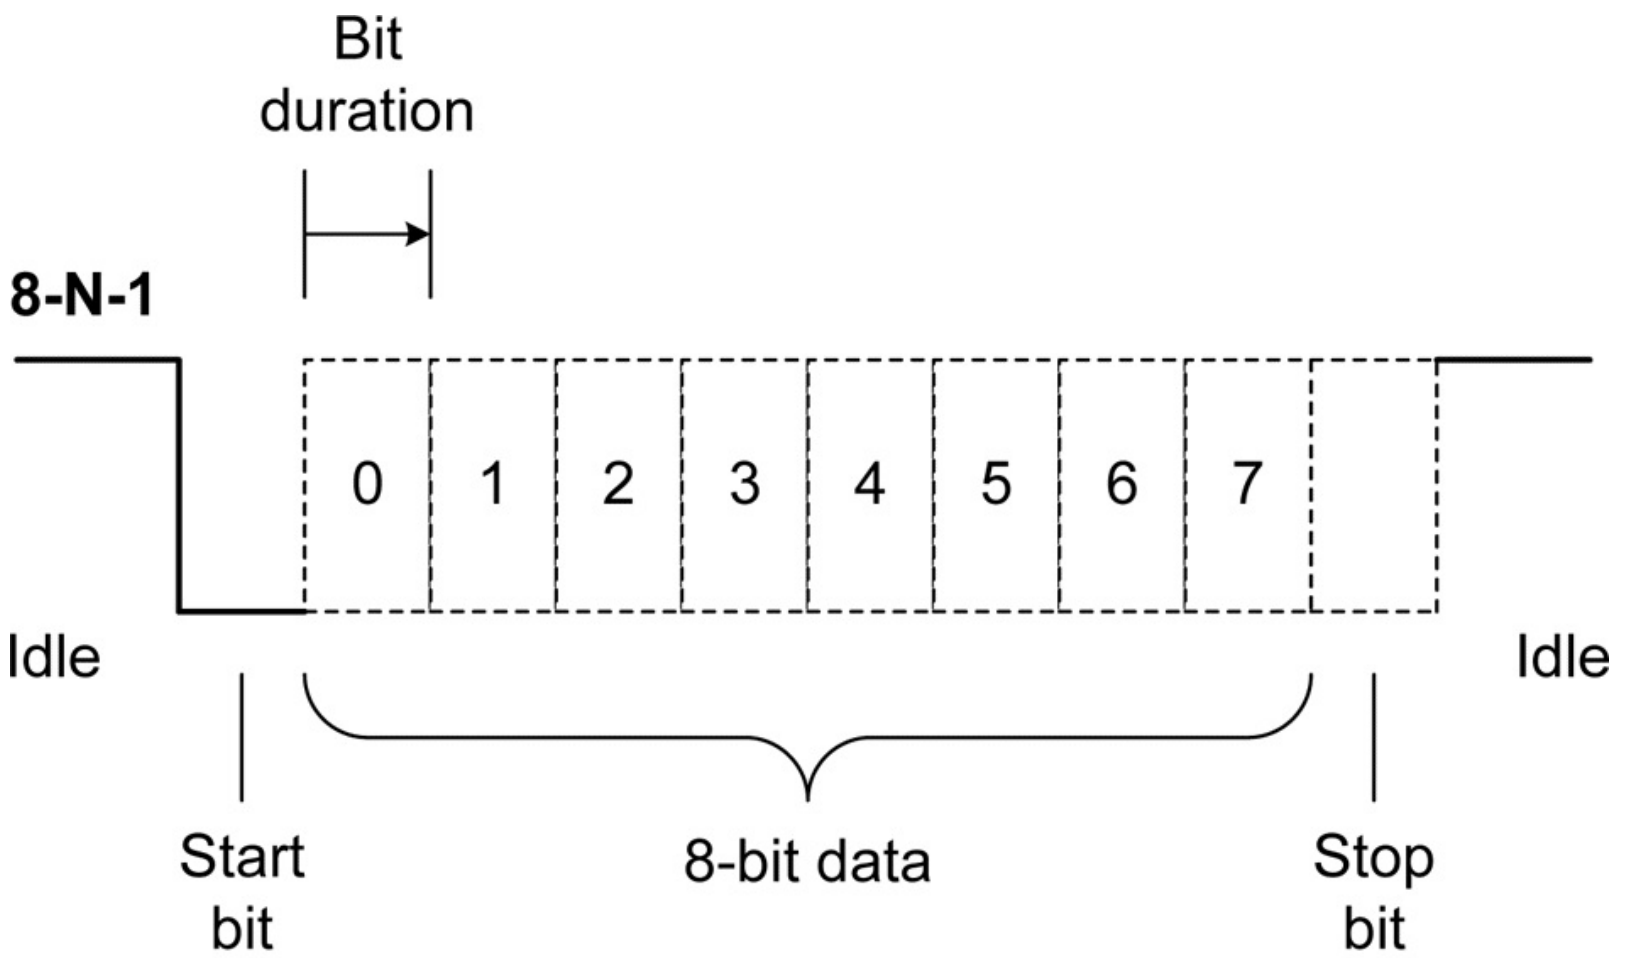 Bit
duration
8-N-1
0 1 2 3 4 5 6 7
Idle
Idle
Start
bit
8-bit data
Stop
bit